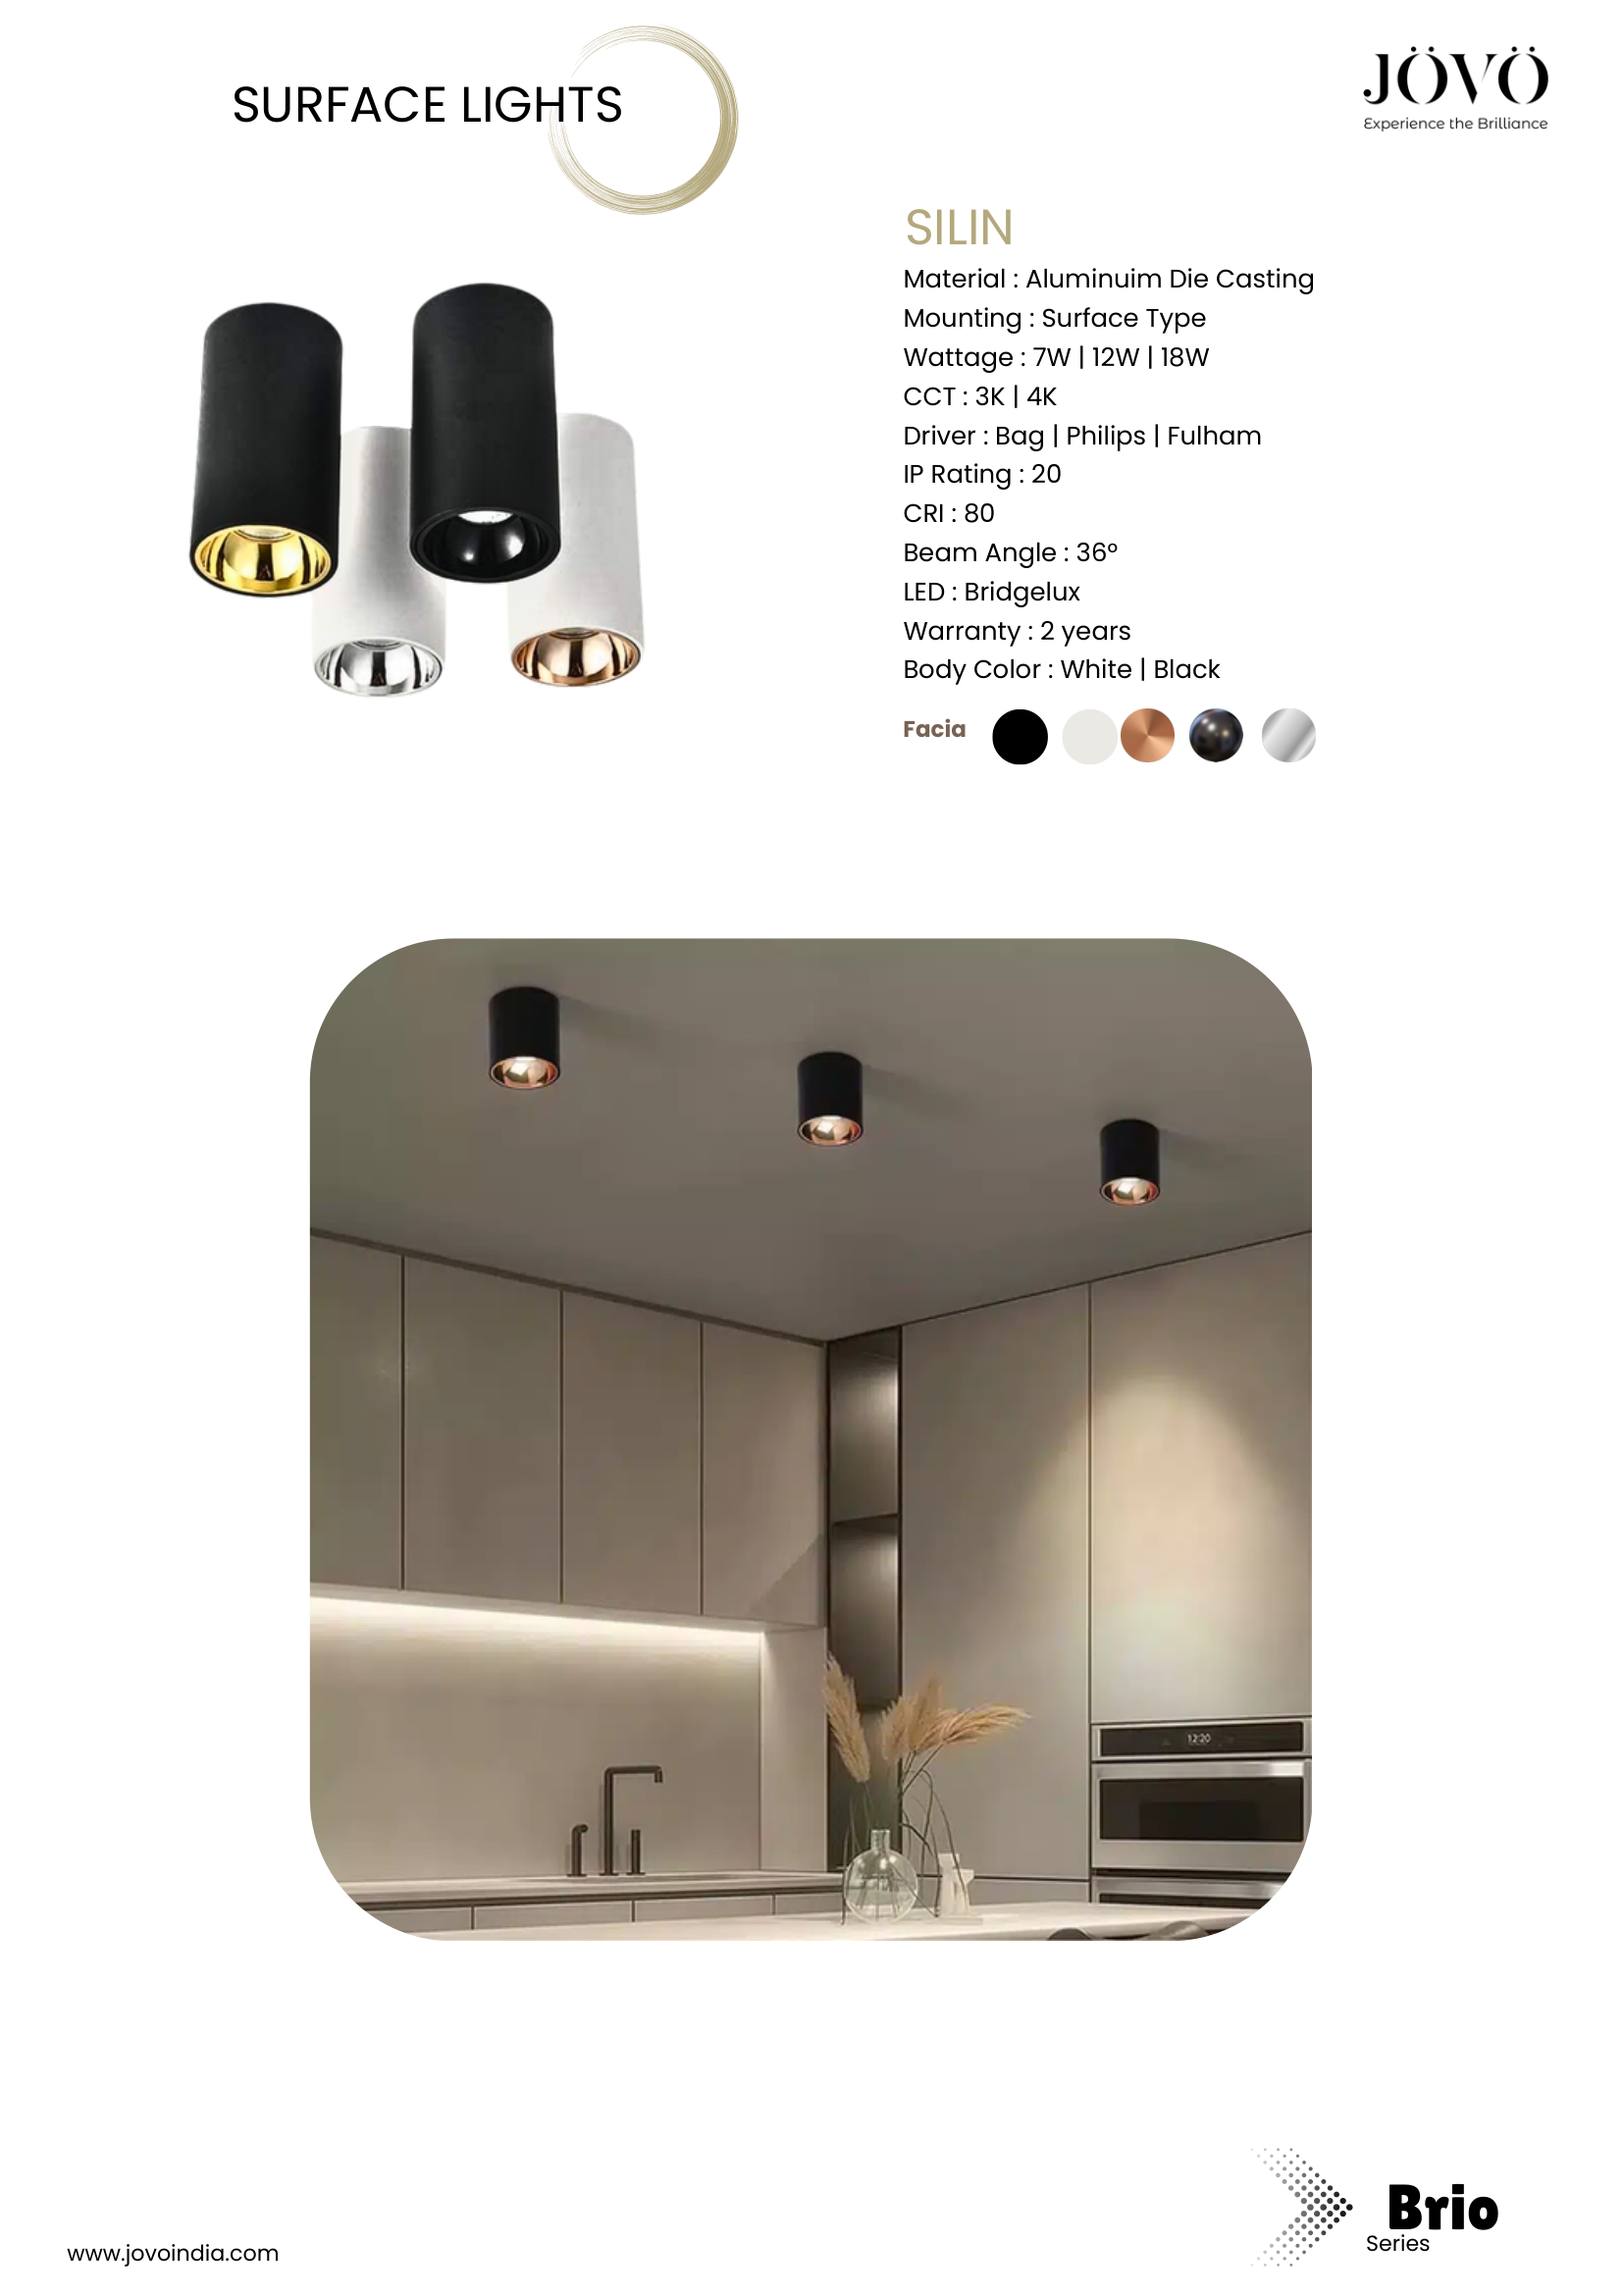 SURFACE LIGHTS
JÖVÖ
Experience the Brilliance
SILIN
Material : Aluminuim Die Casting
Mounting : Surface Type
Wattage : 7W | 12W | 18W
CCT : 3K | 4K
Driver : Bag | Philips | Fulham
IP Rating : 20
CRI : 80
Beam Angle : 36°
LED : Bridgelux
Warranty : 2 years
Body Color : White | Black
Facia
12:20
Brio
Series
www.jovoindia.com